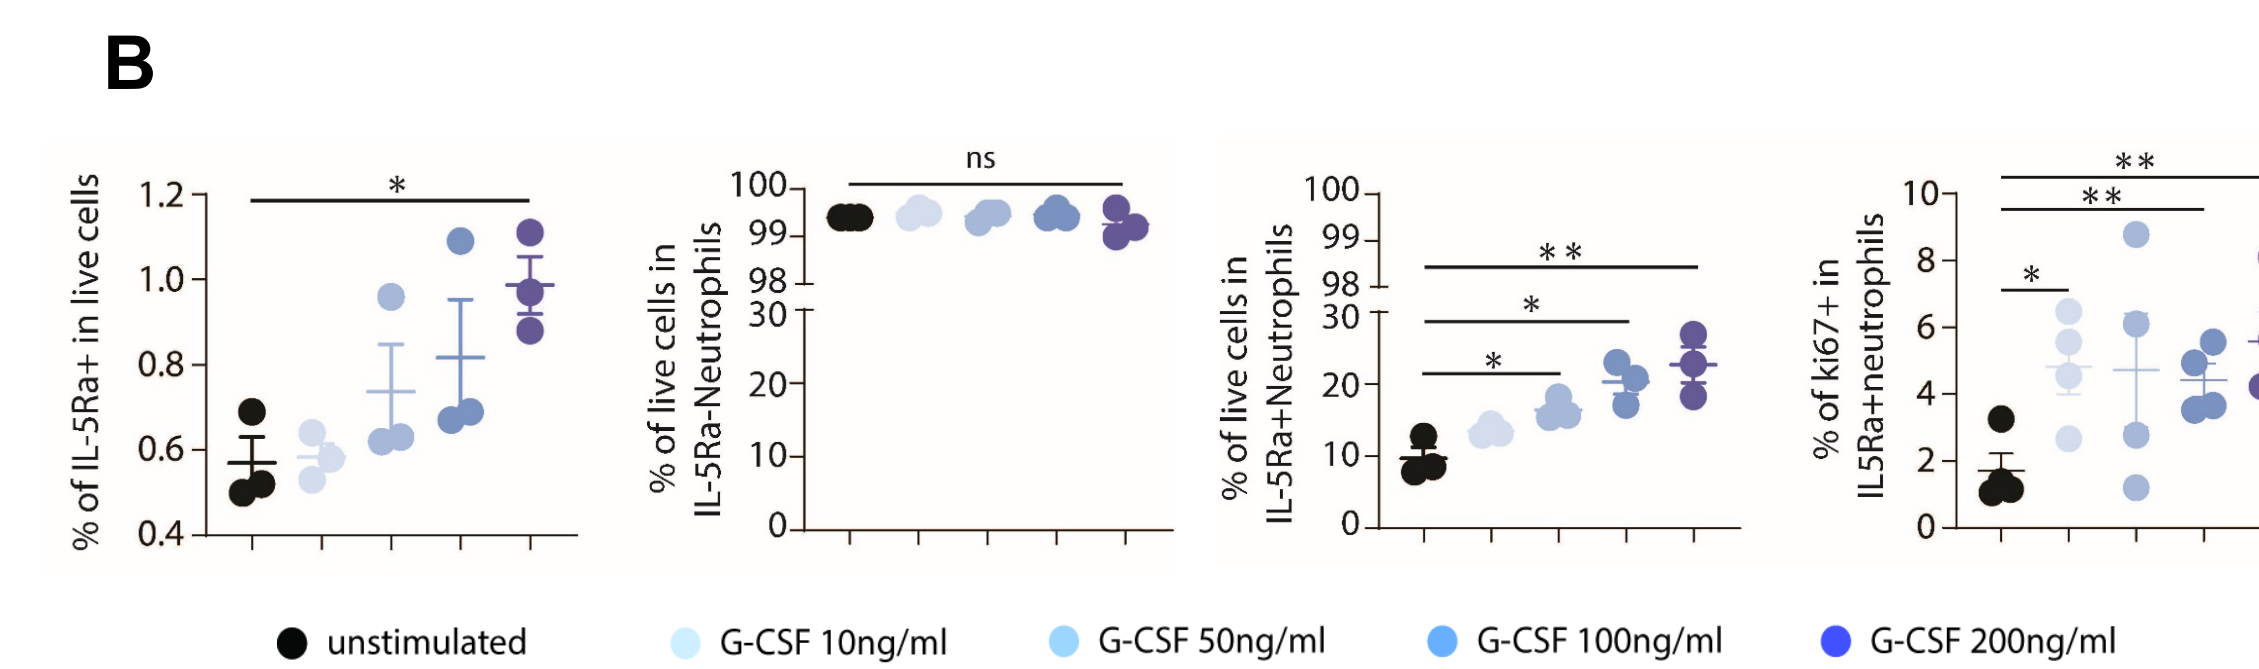 B
% of IL-5Ra+ in live cells
1.2
1.0
0.8
0.6
0.4
*
% of live cells in
IL-5Ra-Neutrophils
100
99
98
30
20
10
0
ns
% of live cells in
IL-5Ra+Neutrophils
100
99
98
30
20
10
0
**
*
*
% of ki67+ in
IL5Ra+neutrophils
10
8
6
4
2
0
**
**
*
unstimulated
G-CSF 10ng/ml
G-CSF 50ng/ml
G-CSF 100ng/ml
G-CSF 200ng/ml